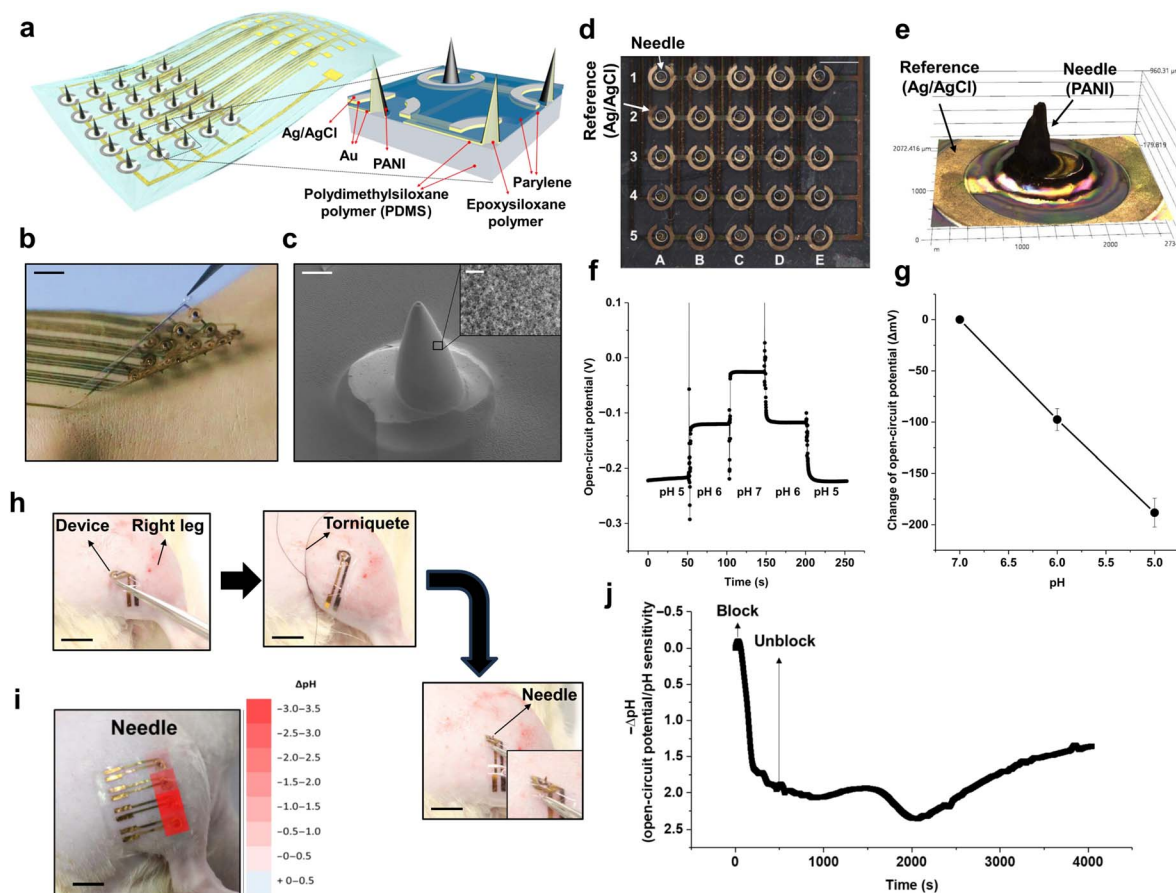 a
Ag/AgCl
Au
PANI
Polydimethylsiloxane
polymer (PDMS)
Parylene
Epoxysiloxane
polymer
b
c
d
Needle
Reference
(Ag/AgCl)
1
2
3
4
5
A B C D E
e
Reference
(Ag/AgCl)
Needle
(PANI)
2072.416 μm
1000
1000
2000
f
Open-circuit potential (V)
0.1
0.0
−0.1
−0.2
−0.3
pH 5 pH 6 pH 7 pH 6 pH 5
0 50 100 150 200 250
Time (s)
g
Change of open-circuit potential (ΔmV)
0
−50
−100
−150
−200
7.0 6.5 6.0 5.5 5.0
pH
h
Device
Right leg
Torniquete
Needle
i
Needle
ΔpH
−3.0–3.5
−2.5–3.0
−2.0–2.5
−1.5–2.0
−1.0–1.5
−0.5–1.0
−0–0.5
+ 0–0.5
j
−ΔpH
(open-circuit potential/pH sensitivity)
−0.5
0.0
0.5
1.0
1.5
2.0
2.5
Block
Unblock
0 1000 2000 3000 4000
Time (s)